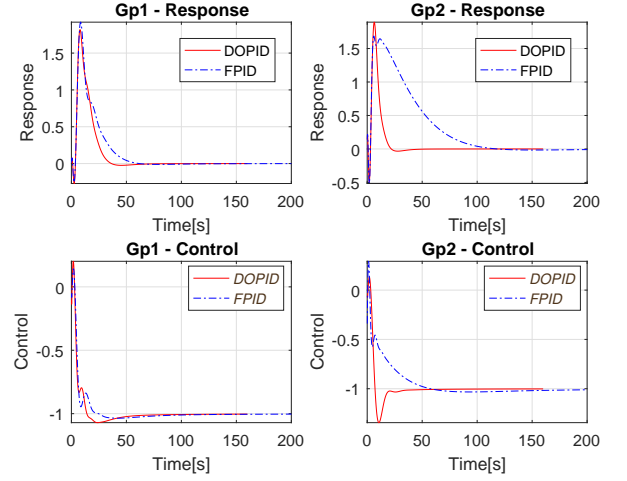 Gp1 - Response
Response
1.5
1
0.5
0
0 50 100 150 200
Time[s]
DOPID
FPID
Gp2 - Response
Response
1.5
1
0.5
0
-0.5
0 50 100 150 200
Time[s]
DOPID
FPID
Gp1 - Control
Control
0
-0.5
-1
0 50 100 150 200
Time[s]
DOPID
FPID
Gp2 - Control
Control
0
-0.5
-1
0 50 100 150 200
Time[s]
DOPID
FPID